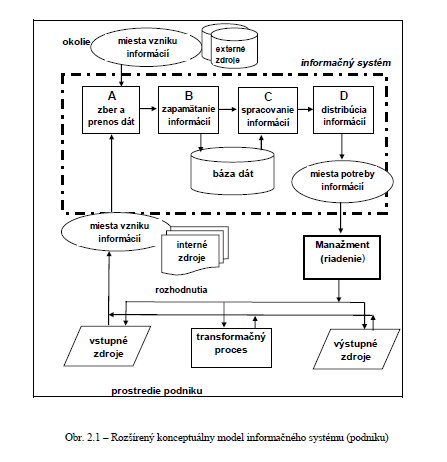 okolie
miesta vzniku
informácií
externé
zdroje
informačný systém
A
zber a
prenos dát
B
zapamätanie
informácií
C
spracovanie
informácií
D
distribúcia
informácií
báza dát
miesta potreby
informácií
miesta vzniku
informácií
interné
zdroje
Manažment
(riadenie)
rozhodnutia
vstupné
zdroje
transformačný
proces
výstupné
zdroje
prostredie podniku
Obr. 2.1 – Rozšírený konceptuálny model informačného systému (podniku)